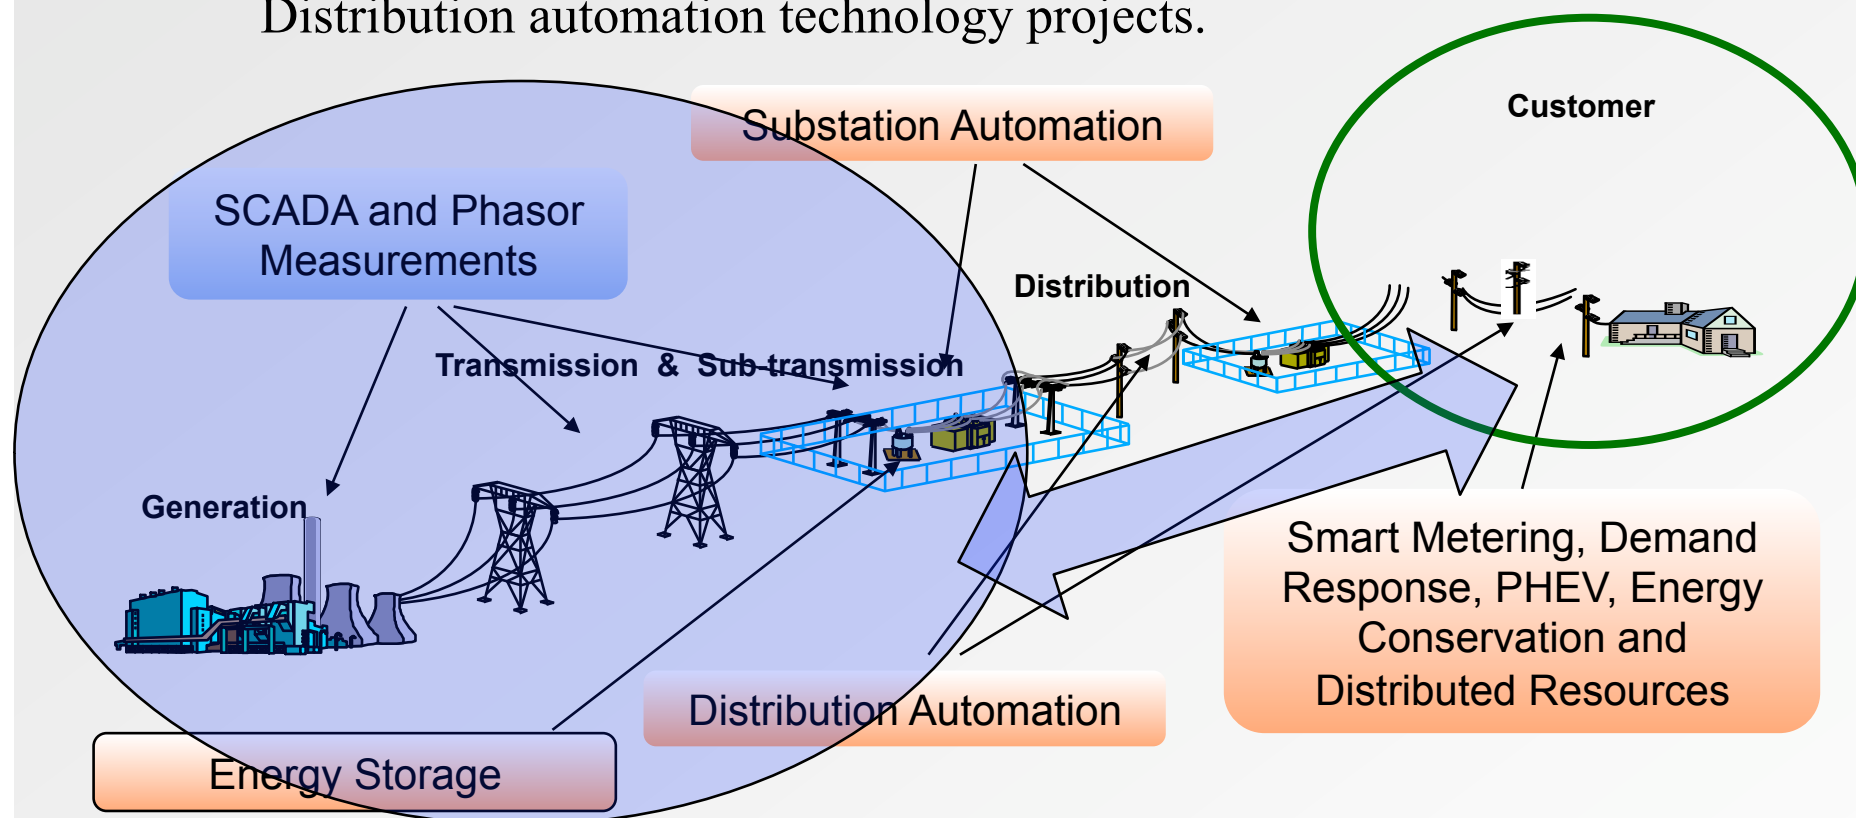 Distribution automation technology projects.
Customer
Substation Automation
SCADA and Phasor
Measurements
Distribution
Transmission & Sub-transmission
Generation
Smart Metering, Demand
Response, PHEV, Energy
Conservation and
Distributed Resources
Distribution Automation
Energy Storage